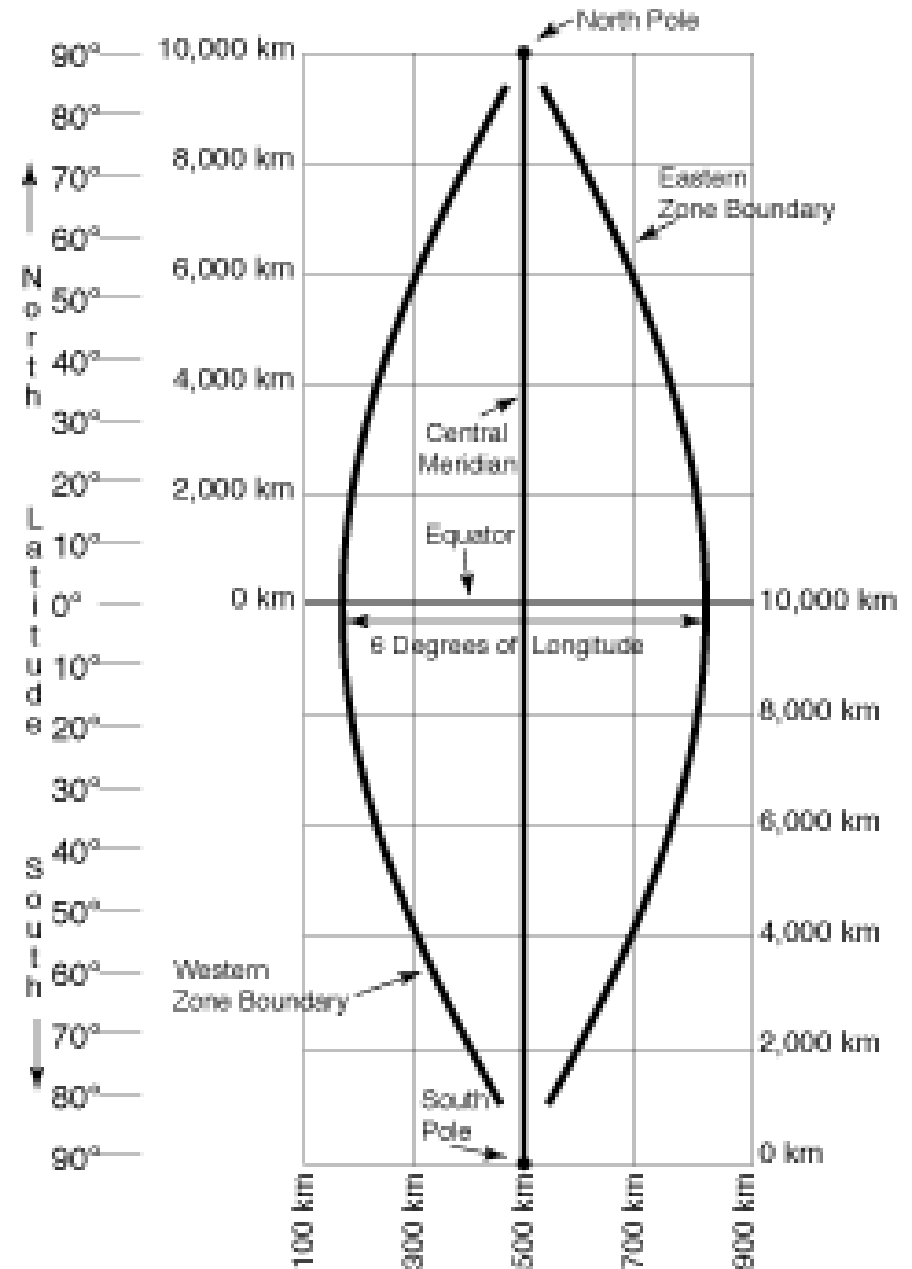 North Pole
90°
10,000 km
80°
8,000 km
70°
Eastern
Zone Boundary
60°
6,000 km
North
50°
40°
4,000 km
30°
Central
Meridian
20°
2,000 km
Latitude
10°
Equator
0°
0 km
10,000 km
6 Degrees of Longitude
10°
20°
8,000 km
30°
6,000 km
40°
South
50°
4,000 km
60°
Western
Zone Boundary
70°
2,000 km
80°
South
Pole
90°
0 km
100 km
300 km
500 km
700 km
900 km